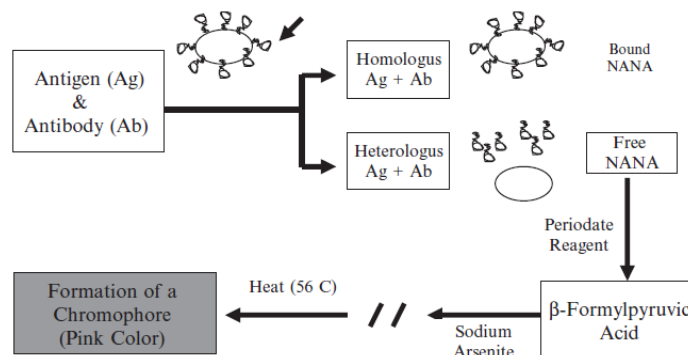 Antigen (Ag)
&
Antibody (Ab)
Homologus
Ag + Ab
Bound
NANA
Heterologus
Ag + Ab
Free
NANA
Periodate
Reagent
β-Formylpyruvic
Acid
Sodium
Arsenite
Heat (56 C)
Formation of a
Chromophore
(Pink Color)